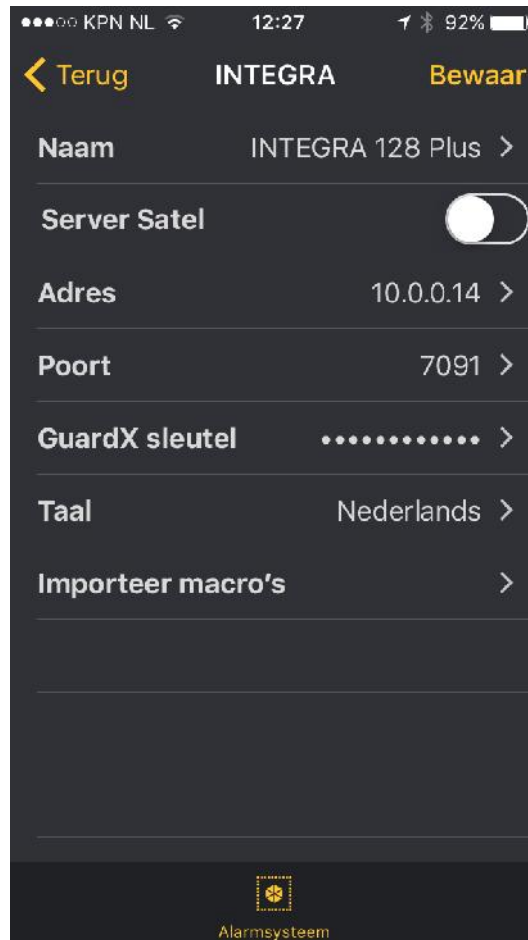 ●●●○○ KPN NL 12:27 92%
Terug INTEGRA Bewaar
Naam INTEGRA 128 Plus >
Server Satel
Adres 10.0.0.14 >
Poort 7091 >
GuardX sleutel •••••••••••• >
Taal Nederlands >
Importeer macro's >
Alarmsysteem